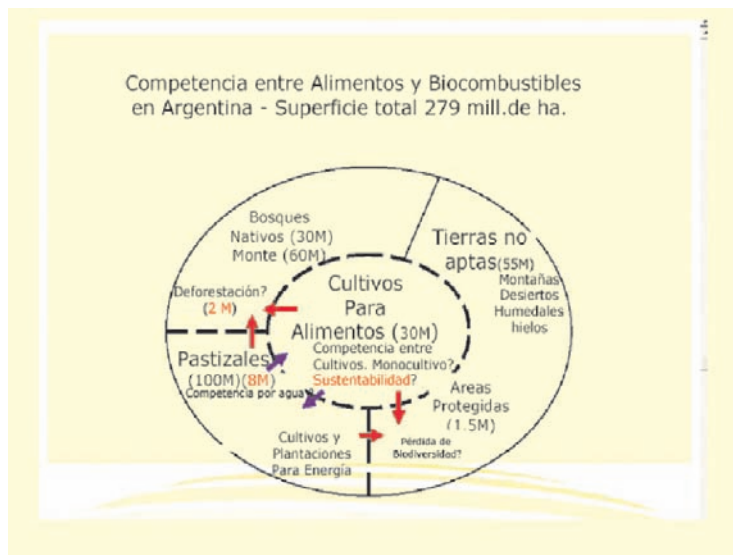 Competencia entre Alimentos y Biocombustibles
en Argentina - Superficie total 279 mill.de ha.
Bosques
Nativos (30M)
Monte (60M)
Tierras no
aptas(55M)
Montañas
Desiertos
Humedales
hielos
Deforestación?
(2 M)
Cultivos
Para
Alimentos (30M)
Competencia entre
Cultivos. Monocultivo?
Sustentabilidad?
Pastizales
(100M)(8M)
Competencia por agua?
Areas
Protegidas
(1.5M)
Pérdida de
Biodiversidad?
Cultivos y
Plantaciones
Para Energía